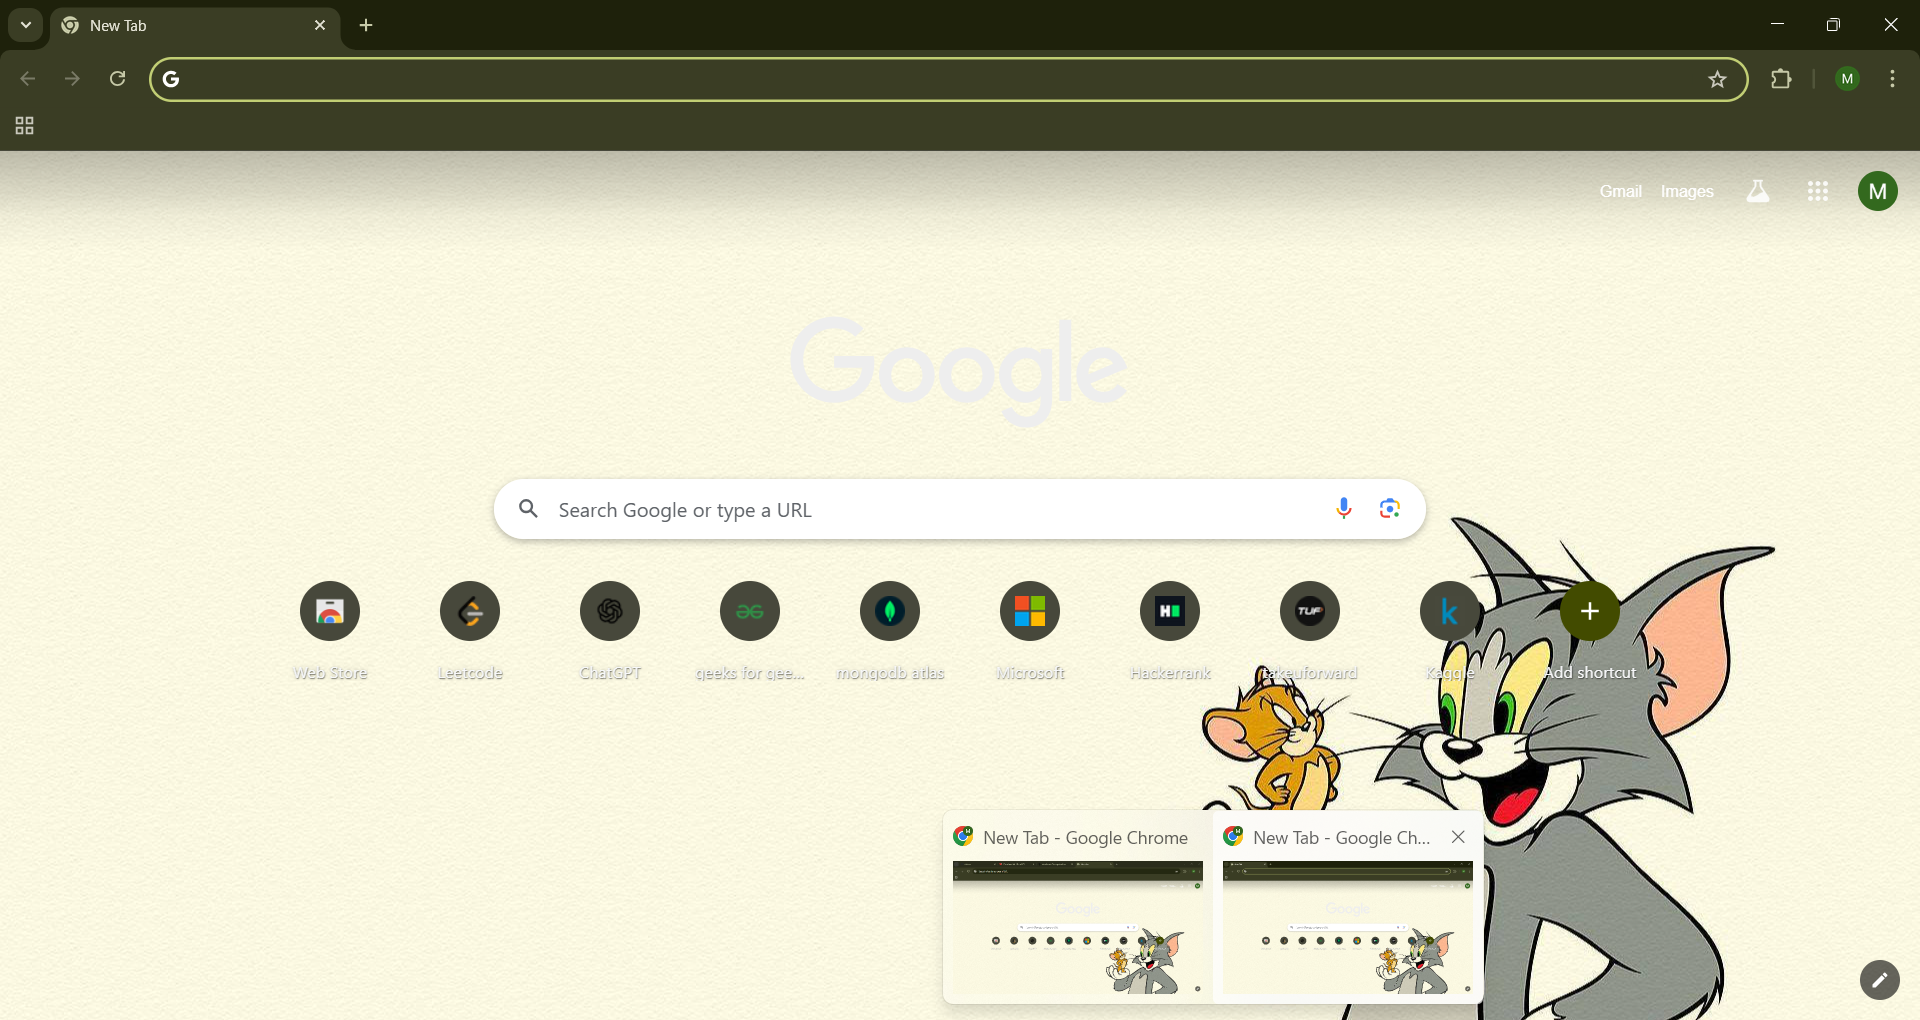 New Tab
M
Gmail Images
M
Google
Search Google or type a URL
Web Store
Leetcode
ChatGPT
geeks for gee...
mongodb atlas
Microsoft
Hackerrank
takeuforward
Kaggle
Add shortcut
New Tab - Google Chrome
New Tab - Google Ch...